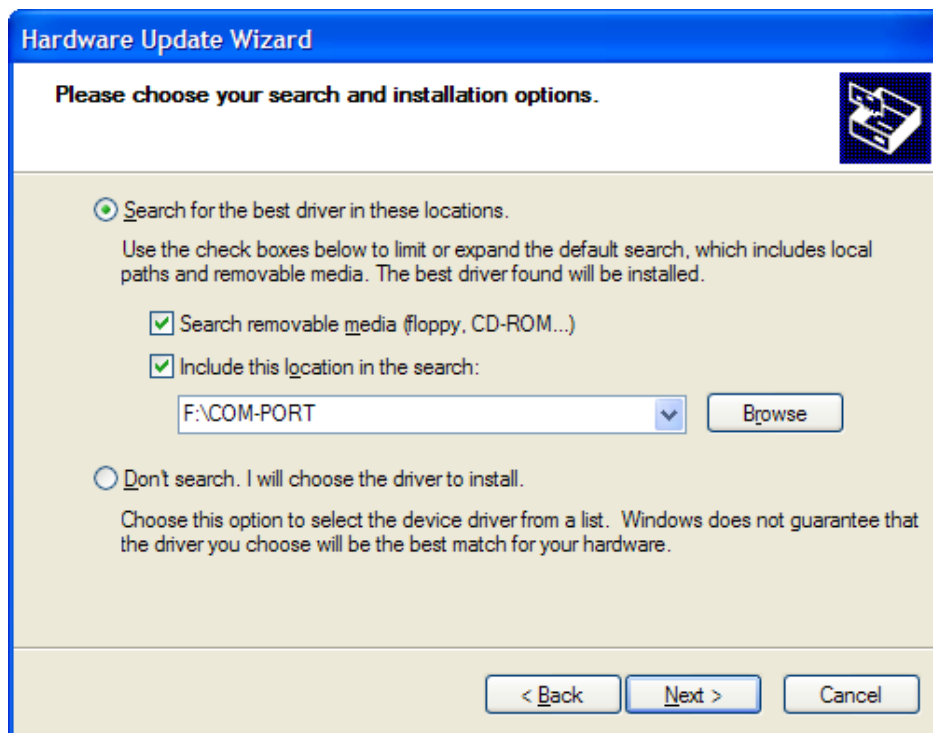 Hardware Update Wizard
Please choose your search and installation options.
Search for the best driver in these locations.
Use the check boxes below to limit or expand the default search, which includes local
paths and removable media. The best driver found will be installed.
Search removable media (floppy, CD-ROM...)
Include this location in the search:
F:\COM-PORT
Browse
Don't search. I will choose the driver to install.
Choose this option to select the device driver from a list.  Windows does not guarantee that
the driver you choose will be the best match for your hardware.
< Back
Next >
Cancel